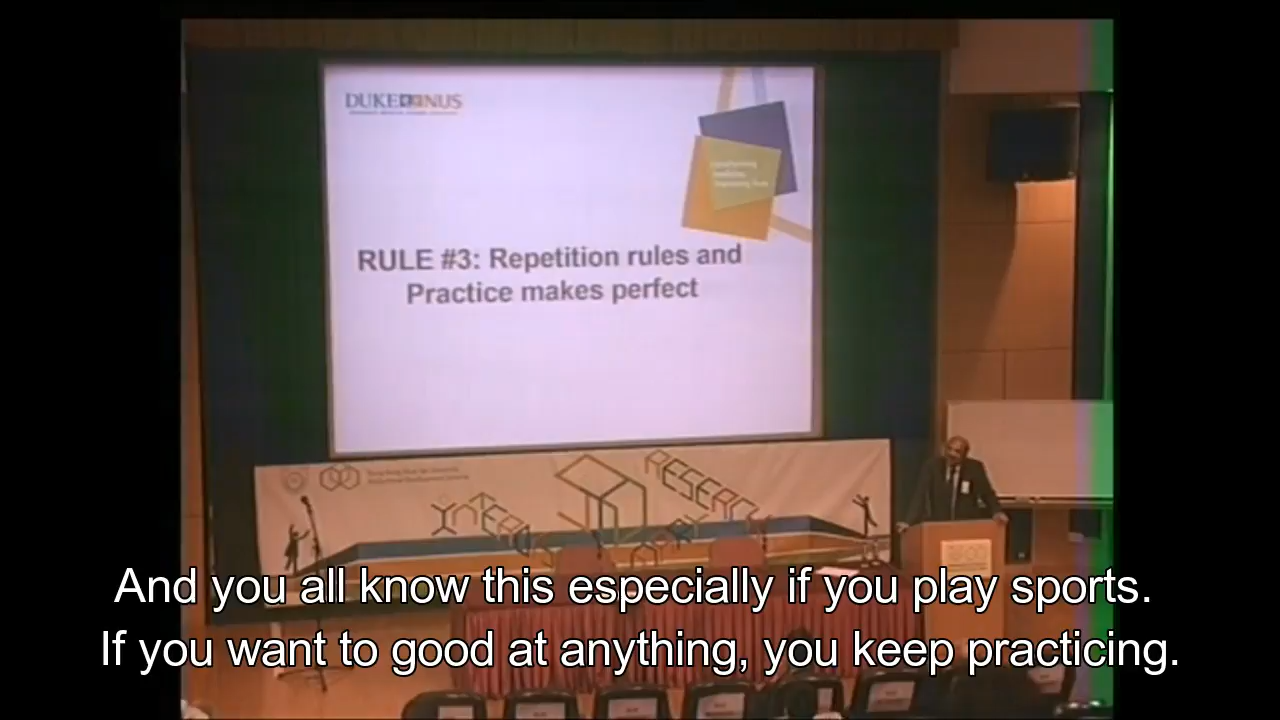 DUKE NUS
RULE #3: Repetition rules and
Practice makes perfect
RESEARCH
And you all know this especially if you play sports.
If you want to good at anything, you keep practicing.